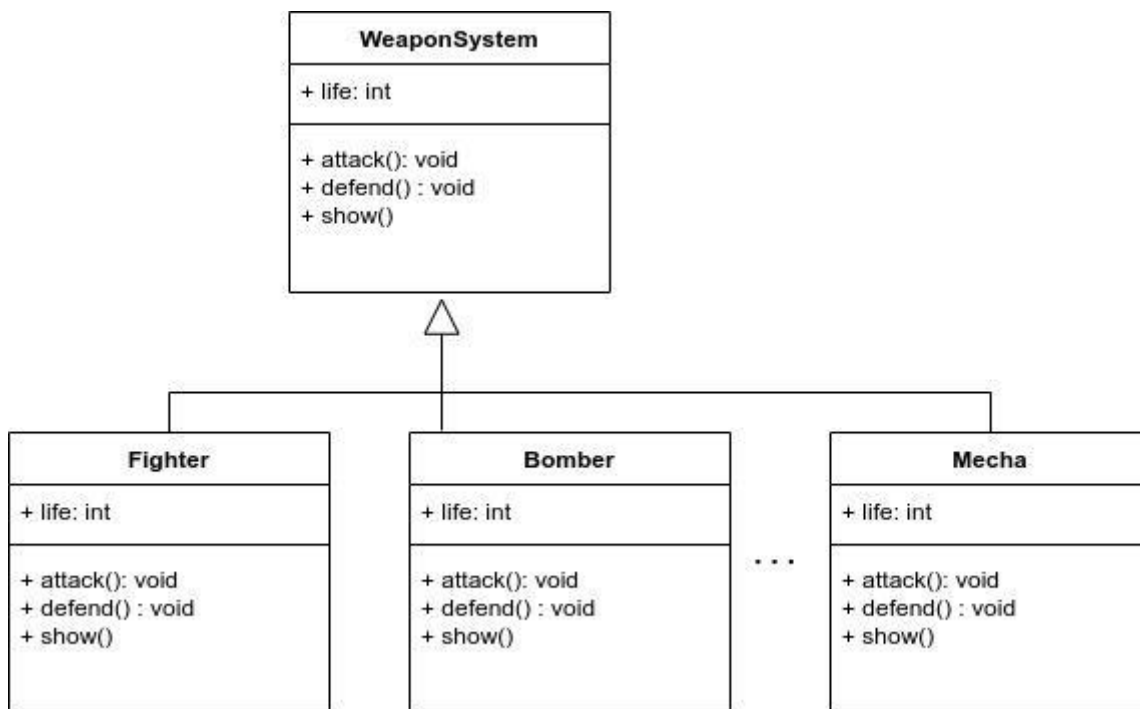 WeaponSystem
+ life: int
+ attack(): void
+ defend() : void
+ show()
Fighter
+ life: int
+ attack(): void
+ defend() : void
+ show()
Bomber
+ life: int
+ attack(): void
+ defend() : void
+ show()
. . .
Mecha
+ life: int
+ attack(): void
+ defend() : void
+ show()